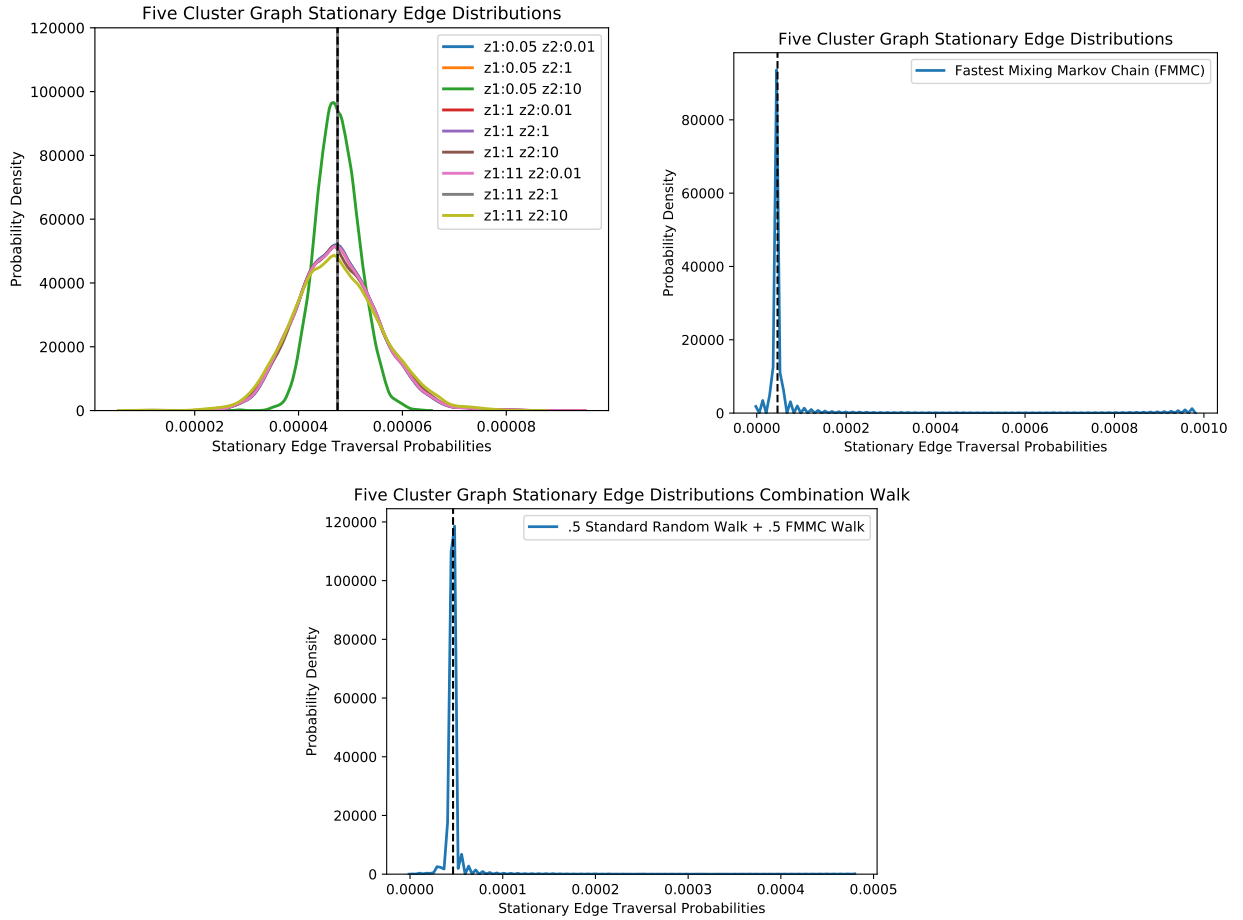 Five Cluster Graph Stationary Edge Distributions
120000
100000
80000
60000
40000
20000
0
Probability Density
z1:0.05 z2:0.01
z1:0.05 z2:1
z1:0.05 z2:10
z1:1 z2:0.01
z1:1 z2:1
z1:1 z2:10
z1:11 z2:0.01
z1:11 z2:1
z1:11 z2:10
0.00002 0.00004 0.00006 0.00008
Stationary Edge Traversal Probabilities
Five Cluster Graph Stationary Edge Distributions
80000
60000
40000
20000
0
Probability Density
Fastest Mixing Markov Chain (FMMC)
0.0000 0.0002 0.0004 0.0006 0.0008 0.0010
Stationary Edge Traversal Probabilities
Five Cluster Graph Stationary Edge Distributions Combination Walk
120000
100000
80000
60000
40000
20000
0
Probability Density
.5 Standard Random Walk + .5 FMMC Walk
0.0000 0.0001 0.0002 0.0003 0.0004 0.0005
Stationary Edge Traversal Probabilities